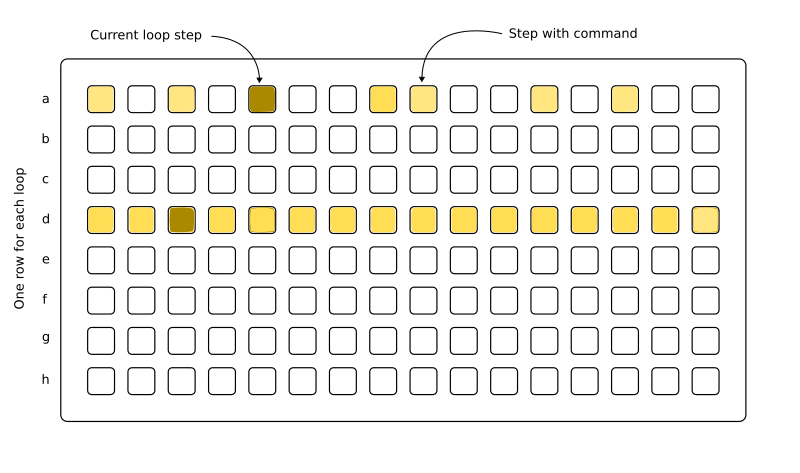 Current loop step
Step with command
One row for each loop
a
b
c
d
e
f
g
h